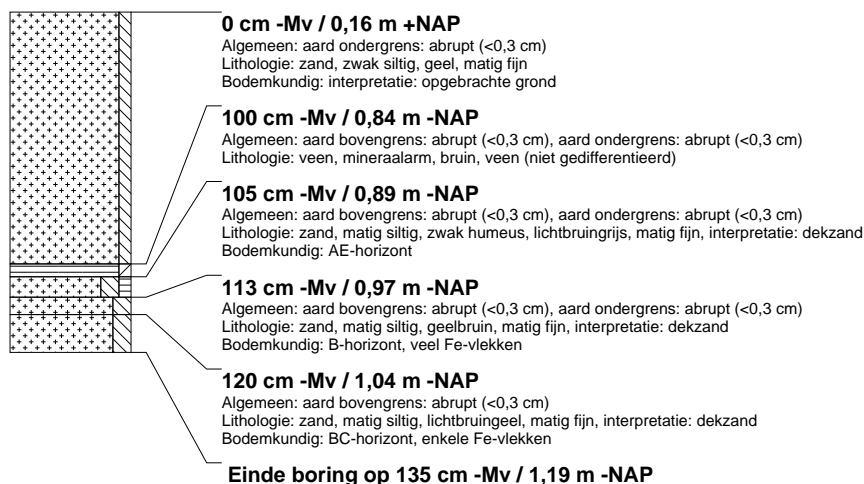 0 cm -Mv / 0,16 m +NAP
Algemeen: aard ondergrens: abrupt (<0,3 cm)
Lithologie: zand, zwak siltig, geel, matig fijn
Bodemkundig: interpretatie: opgebrachte grond
100 cm -Mv / 0,84 m -NAP
Algemeen: aard bovengrens: abrupt (<0,3 cm), aard ondergrens: abrupt (<0,3 cm)
Lithologie: veen, mineraalarm, bruin, veen (niet gedifferentieerd)
105 cm -Mv / 0,89 m -NAP
Algemeen: aard bovengrens: abrupt (<0,3 cm), aard ondergrens: abrupt (<0,3 cm)
Lithologie: zand, matig siltig, zwak humeus, lichtbruingrijs, matig fijn, interpretatie: dekzand
Bodemkundig: AE-horizont
113 cm -Mv / 0,97 m -NAP
Algemeen: aard bovengrens: abrupt (<0,3 cm), aard ondergrens: abrupt (<0,3 cm)
Lithologie: zand, matig siltig, geelbruin, matig fijn, interpretatie: dekzand
Bodemkundig: B-horizont, veel Fe-vlekken
120 cm -Mv / 1,04 m -NAP
Algemeen: aard bovengrens: abrupt (<0,3 cm)
Lithologie: zand, matig siltig, lichtbruingeel, matig fijn, interpretatie: dekzand
Bodemkundig: BC-horizont, enkele Fe-vlekken
Einde boring op 135 cm -Mv / 1,19 m -NAP